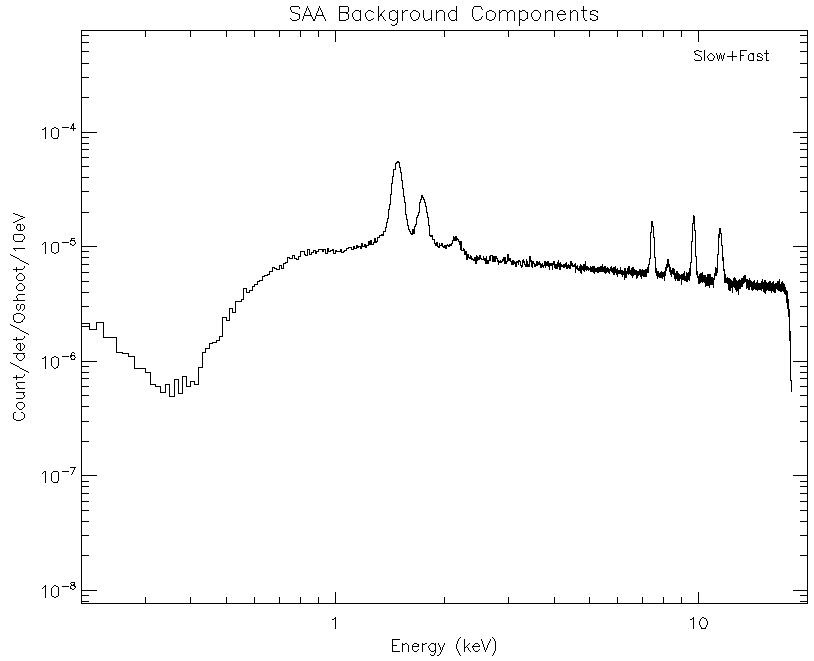 SAA Background Components
Slow+Fast
10⁻⁴
10⁻⁵
10⁻⁶
10⁻⁷
10⁻⁸
Count/det/Oshoot/10eV
1
10
Energy (keV)